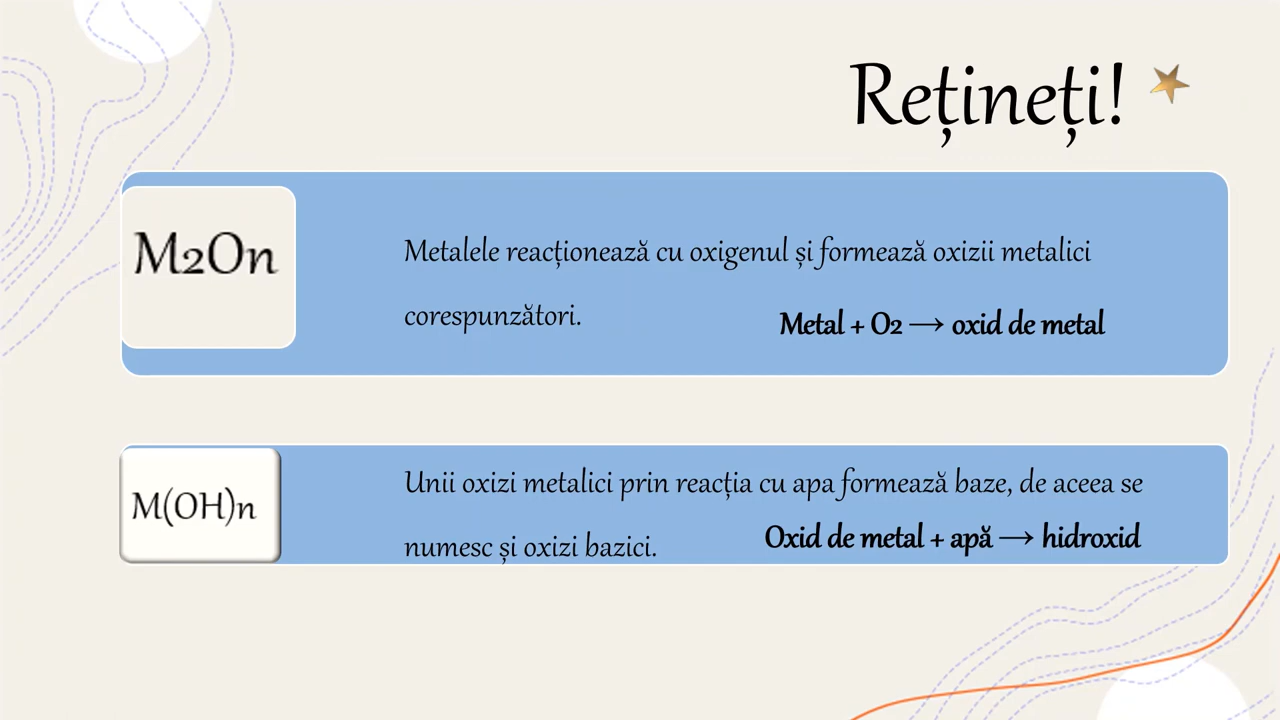 Rețineți!
M2On
Metalele reacționează cu oxigenul și formează oxizii metalici
corespunzători.
Metal + O2 ⟶ oxid de metal
M(OH)n
Unii oxizi metalici prin reacția cu apa formează baze, de aceea se
numesc și oxizi bazici.
Oxid de metal + apă ⟶ hidroxid